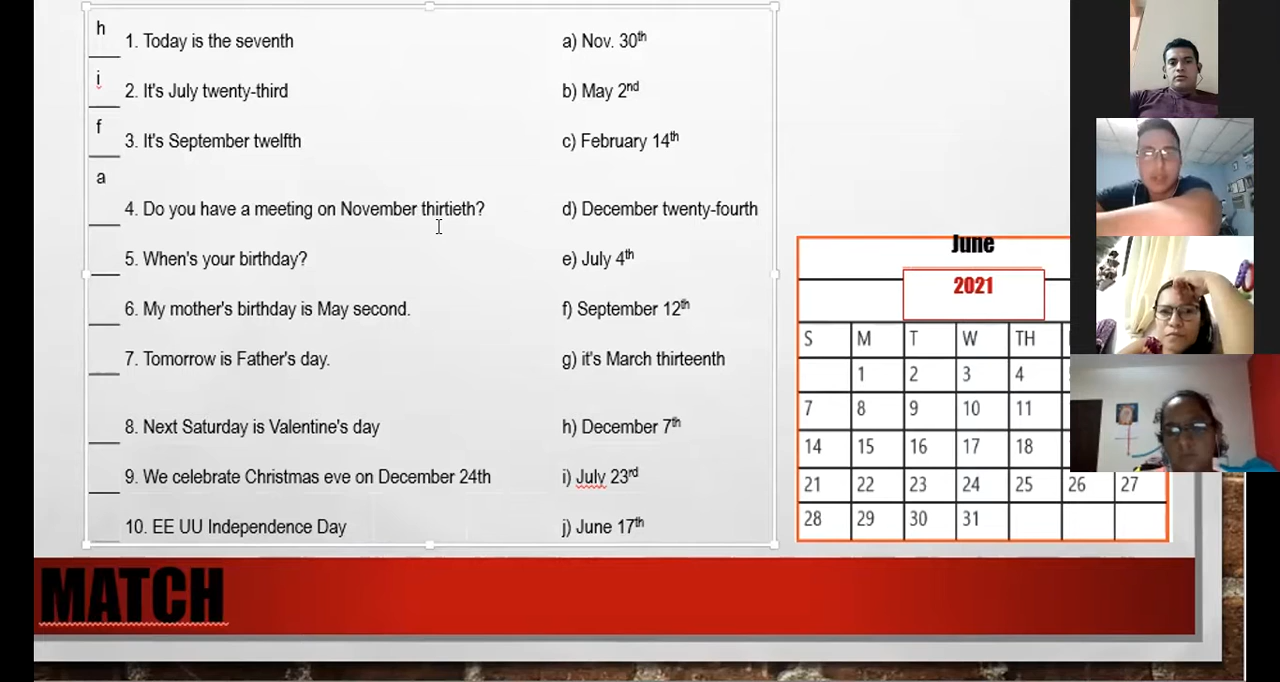 h
1. Today is the seventh a) Nov. 30th
i
2. It's July twenty-third b) May 2nd
f
3. It's September twelfth c) February 14th
a
4. Do you have a meeting on November thirtieth? d) December twenty-fourth
5. When's your birthday? e) July 4th
6. My mother's birthday is May second. f) September 12th
7. Tomorrow is Father's day. g) it's March thirteenth
8. Next Saturday is Valentine's day h) December 7th
9. We celebrate Christmas eve on December 24th i) July 23rd
10. EE UU Independence Day j) June 17th
June
2021
S M T W TH
1 2 3 4
7 8 9 10 11
14 15 16 17 18
21 22 23 24 25 26 27
28 29 30 31
MATCH